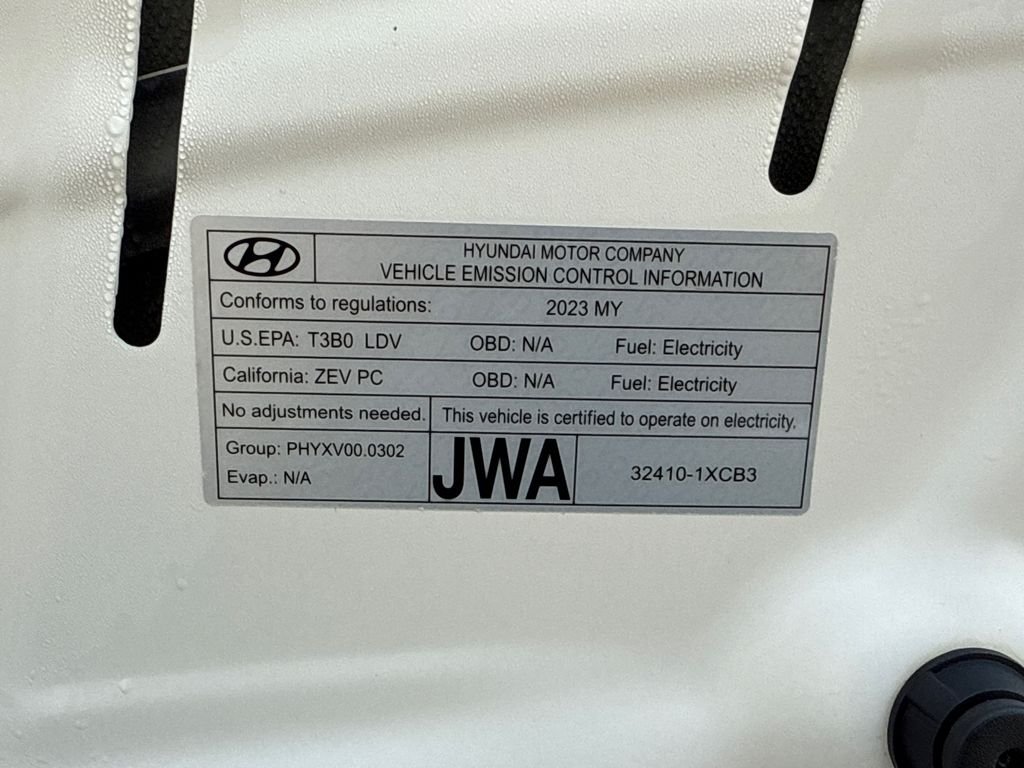 HYUNDAI MOTOR COMPANY
VEHICLE EMISSION CONTROL INFORMATION
Conforms to regulations: 2023 MY
U.S.EPA: T3B0 LDV OBD: N/A Fuel: Electricity
California: ZEV PC OBD: N/A Fuel: Electricity
No adjustments needed. This vehicle is certified to operate on electricity.
Group: PHYXV00.0302
Evap.: N/A
JWA
32410-1XCB3